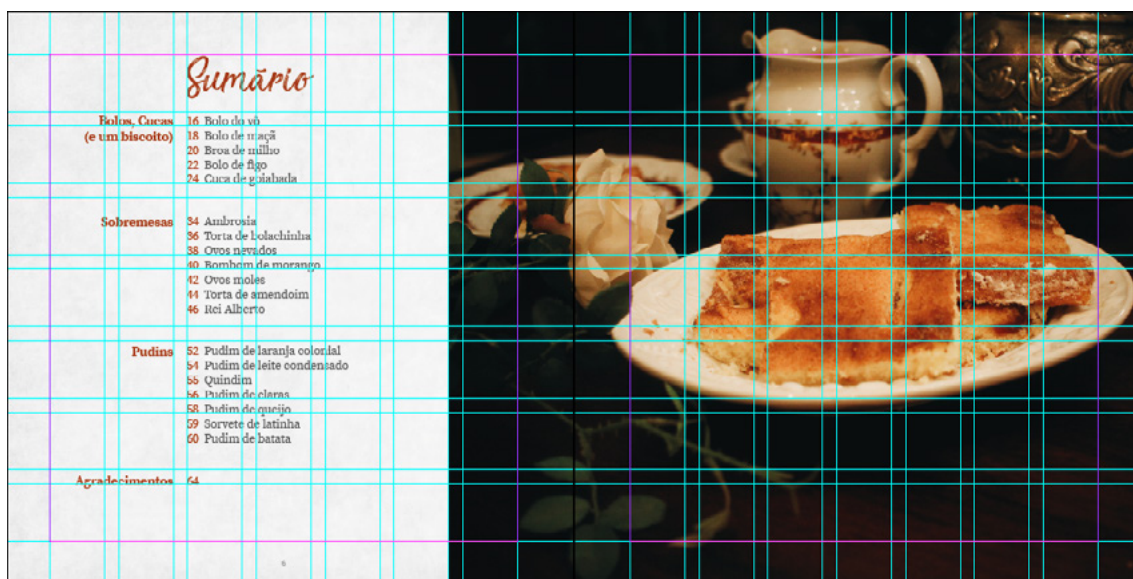 Sumário
Bolos, Cucas
(e um biscoito)
16 Bolo do vô
18 Bolo de maçã
20 Broa de milho
22 Bolo de figo
24 Cuca de goiabada
Sobremesas
34 Ambrosia
36 Torta de bolachinha
38 Ovos nevados
40 Bombom de morango
42 Ovos moles
44 Torta de amendoim
46 Rei Alberto
Pudins
52 Pudim de laranja colonial
54 Pudim de leite condensado
55 Quindim
56 Pudim de claras
58 Pudim de queijo
59 Sorvete de latinha
60 Pudim de batata
Agradecimentos 64